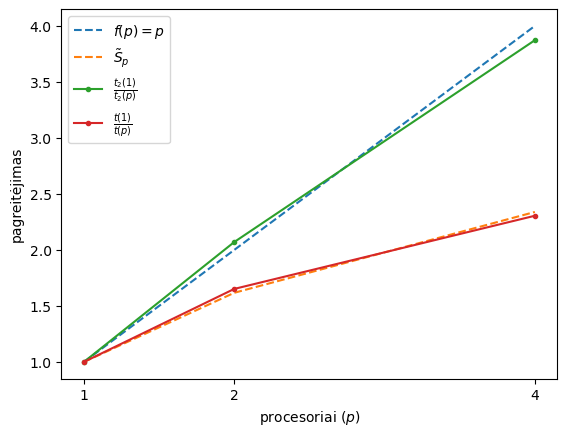 f(p) = p
S̃ₚ
t₂(1)/t₂(p)
t(1)/t(p)
4.0
3.5
3.0
2.5
2.0
1.5
1.0
pagreitėjimas
1 2 4
procesoriai (p)